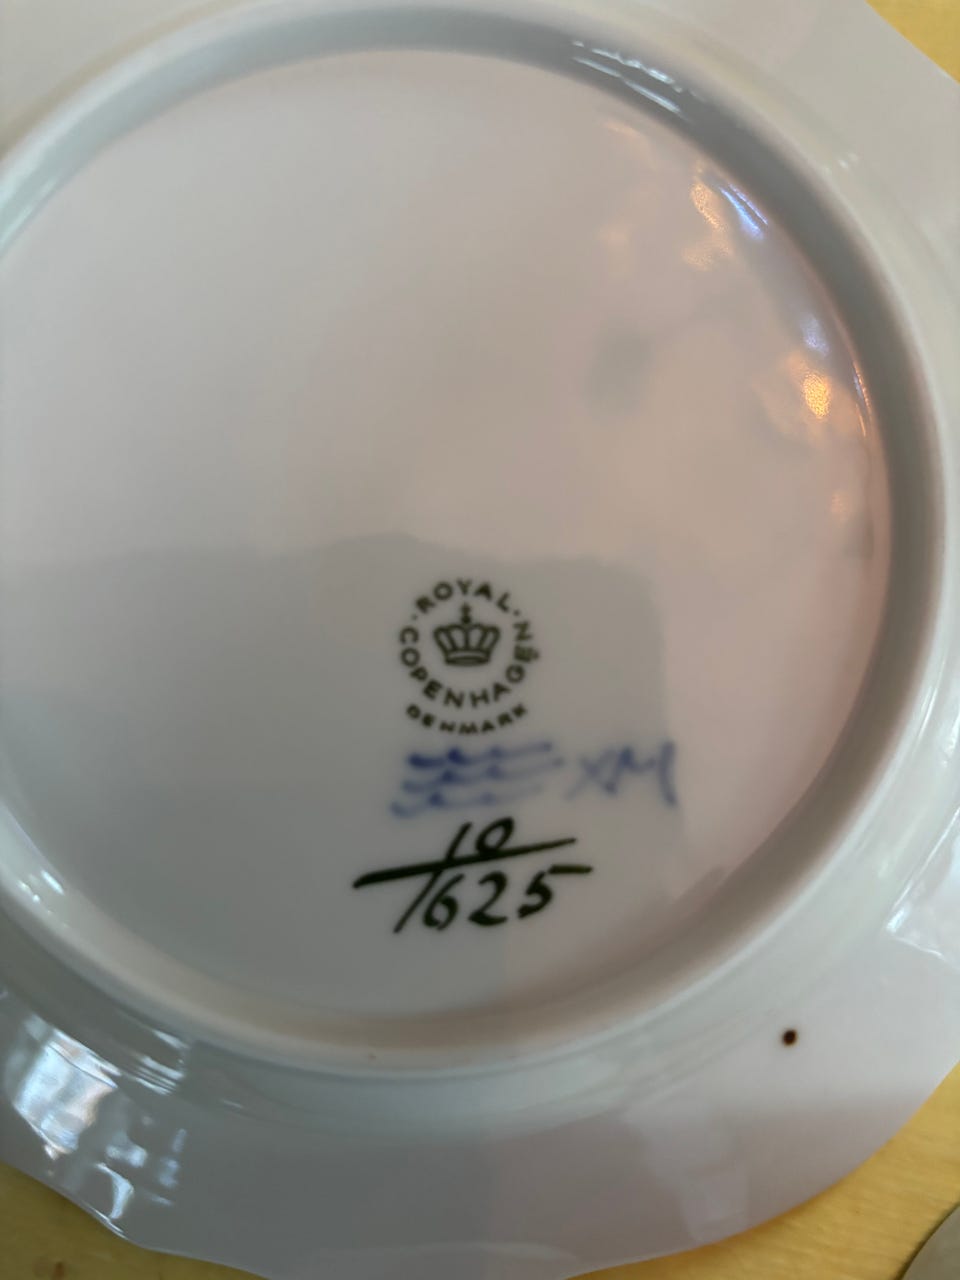 ROYAL
COPENHAGEN
DENMARK
XM
10
1625